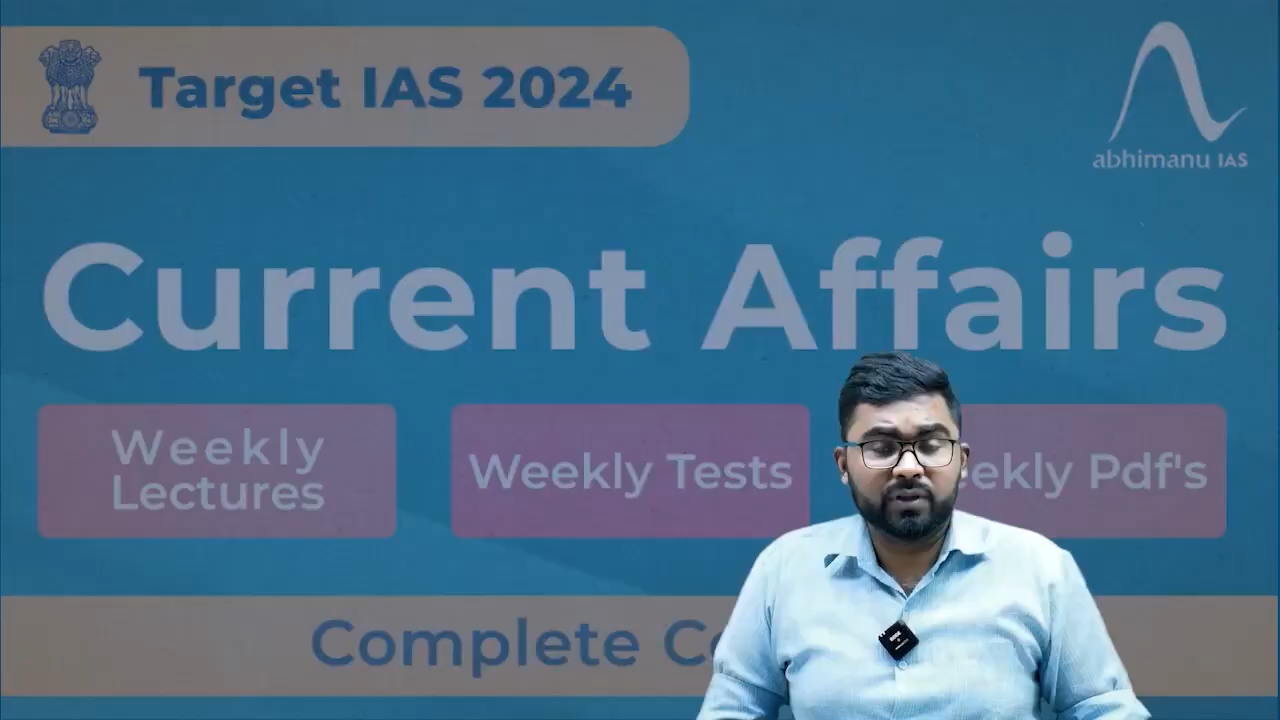 Target IAS 2024
abhimanu IAS
Current Affairs
Weekly
Lectures
Weekly Tests
ekly Pdf's
Complete Co